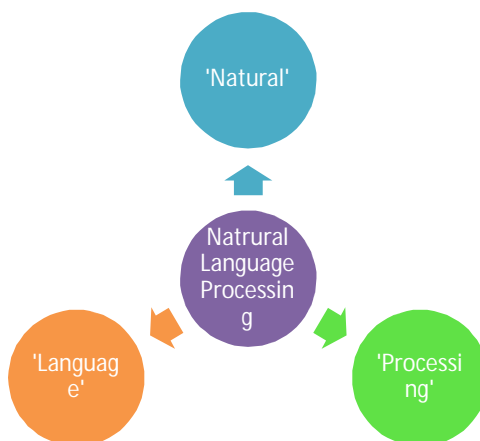 'Natural'
Natrural
Language
Processin
g
'Languag
e'
'Processi
ng'